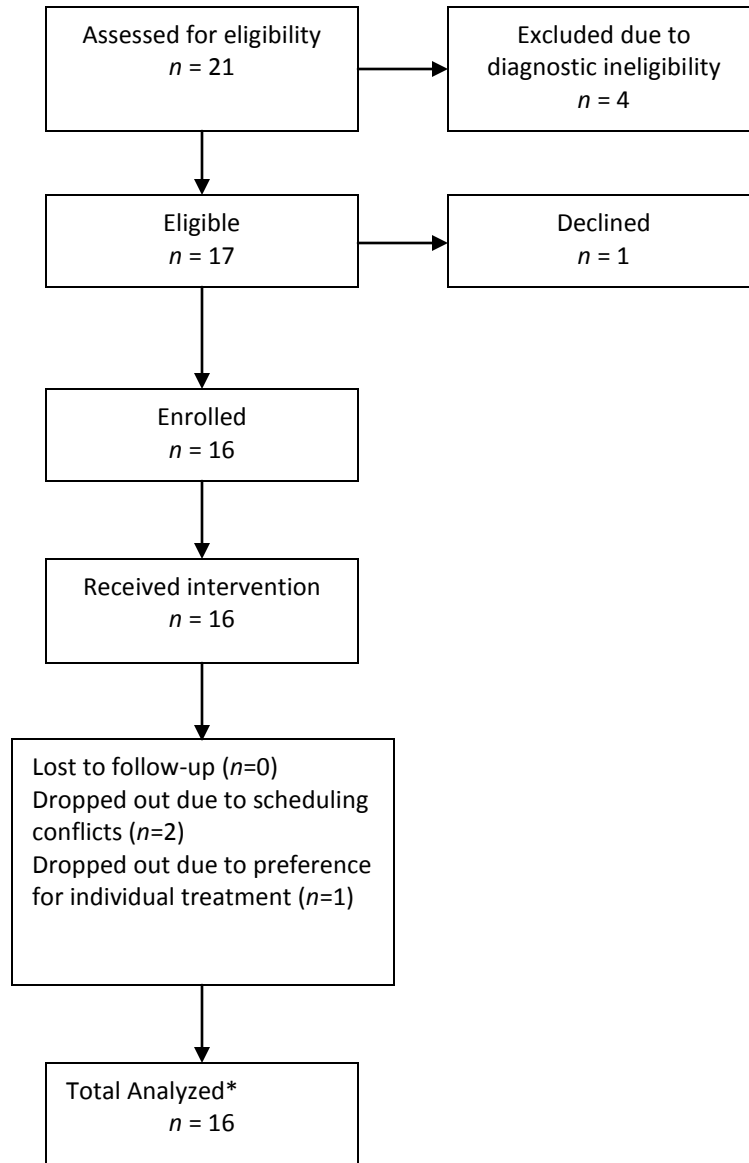 Assessed for eligibility
n = 21
Excluded due to
diagnostic ineligibility
n = 4
Eligible
n = 17
Declined
n = 1
Enrolled
n = 16
Received intervention
n = 16
Lost to follow-up (n=0)
Dropped out due to scheduling
conflicts (n=2)
Dropped out due to preference
for individual treatment (n=1)
Total Analyzed*
n = 16